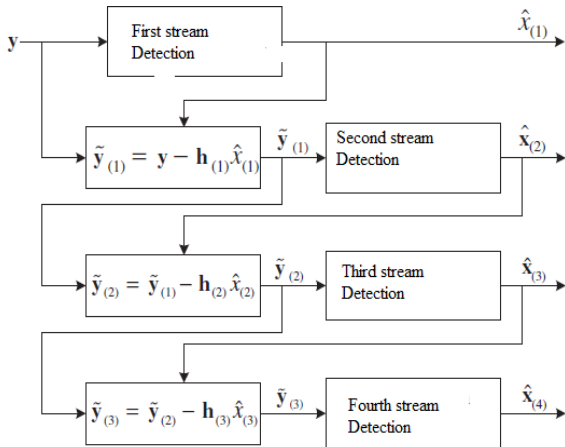 First stream
Detection
x̂(1)
y
ỹ(1) = y − h(1)x̂(1)
ỹ(1)
Second stream
Detection
x̂(2)
ỹ(2) = ỹ(1) − h(2)x̂(2)
ỹ(2)
Third stream
Detection
x̂(3)
ỹ(3) = ỹ(2) − h(3)x̂(3)
ỹ(3)
Fourth stream
Detection
x̂(4)